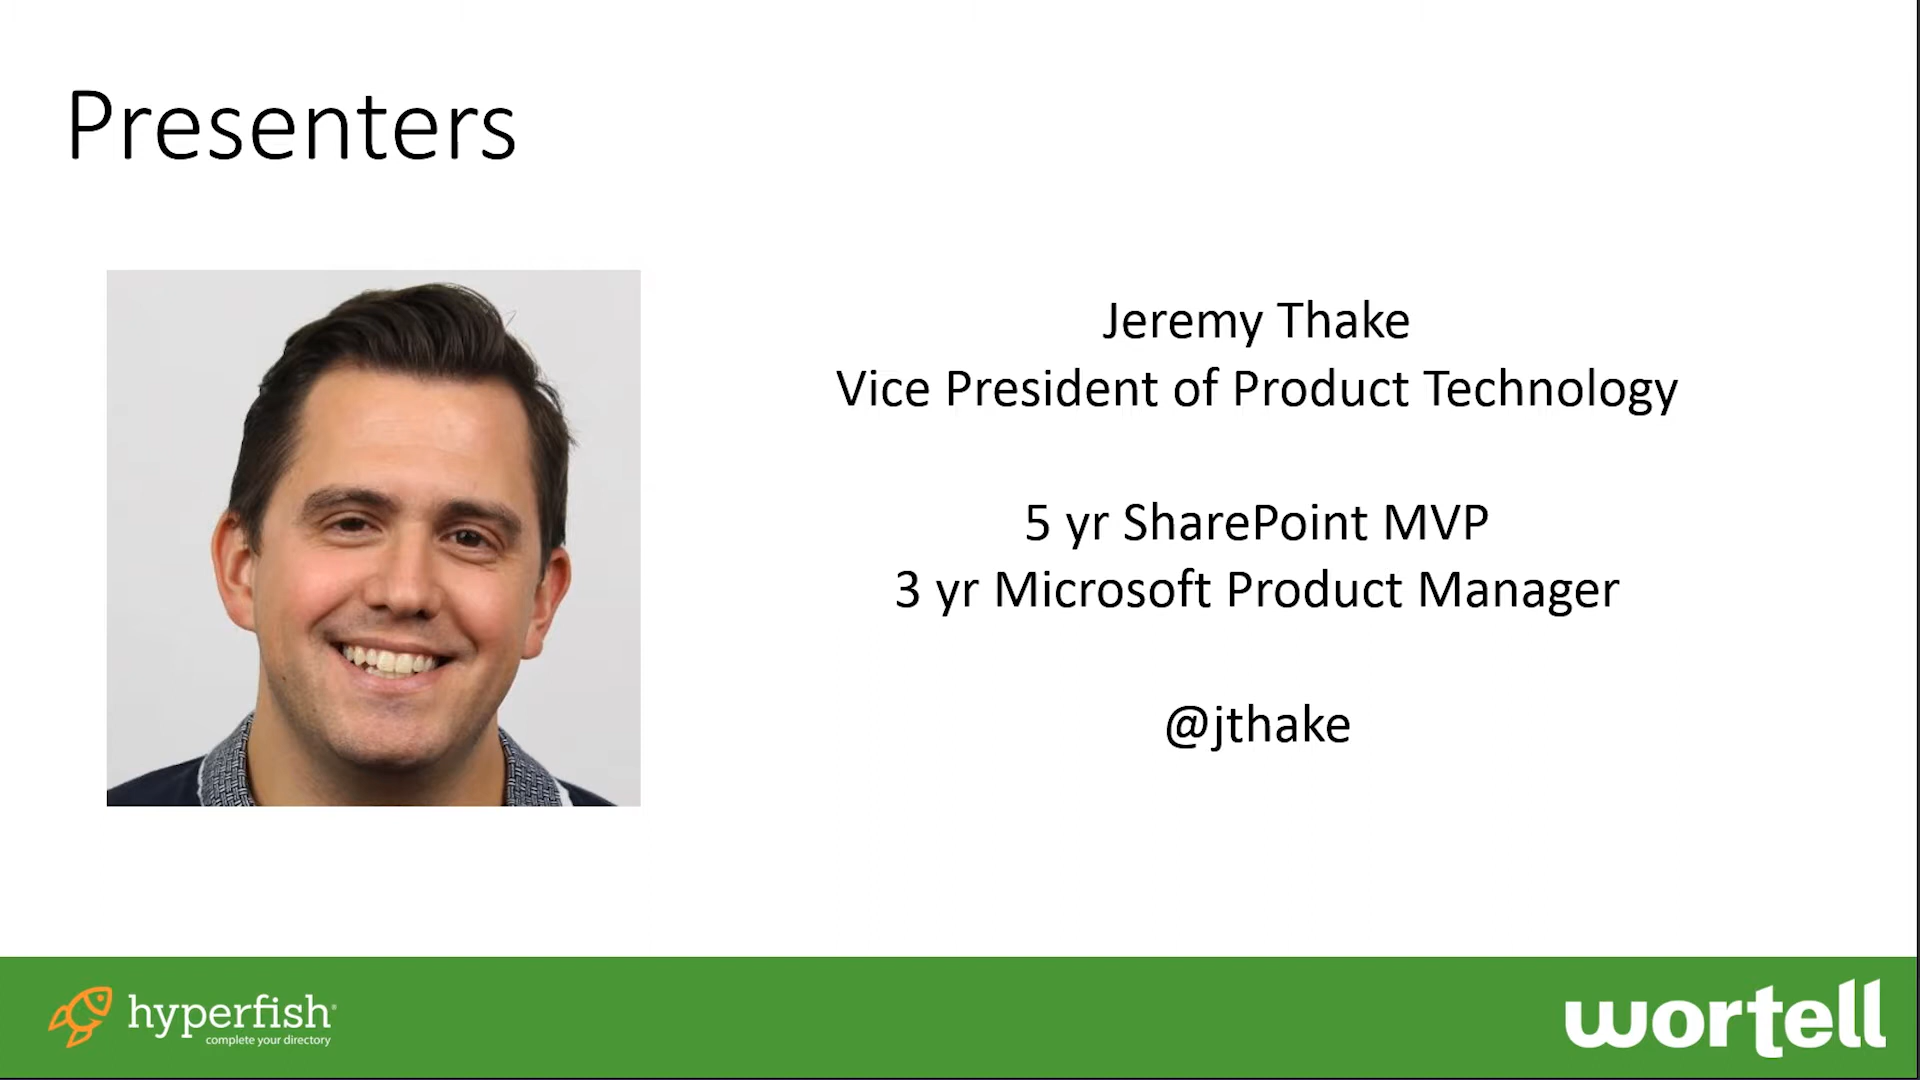 Presenters
Jeremy Thake
Vice President of Product Technology
5 yr SharePoint MVP
3 yr Microsoft Product Manager
@jthake
hyperfish
complete your directory
wortell